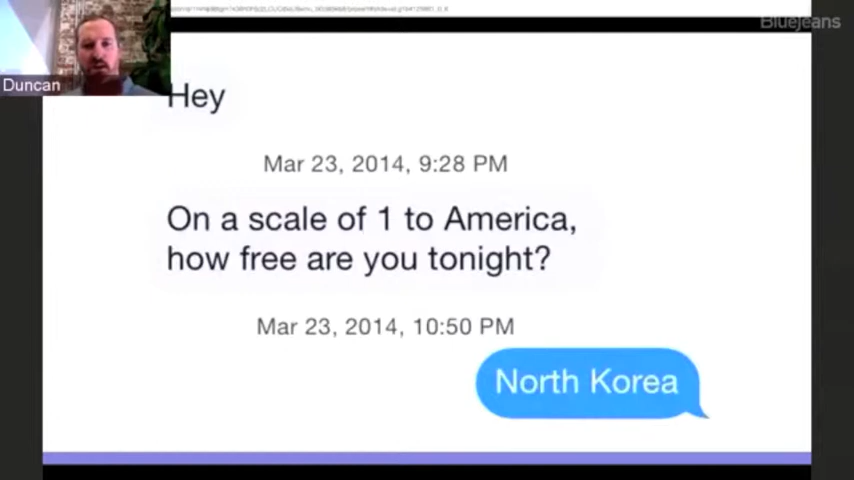 BlueJeans
Duncan
Hey
Mar 23, 2014, 9:28 PM
On a scale of 1 to America,
how free are you tonight?
Mar 23, 2014, 10:50 PM
North Korea